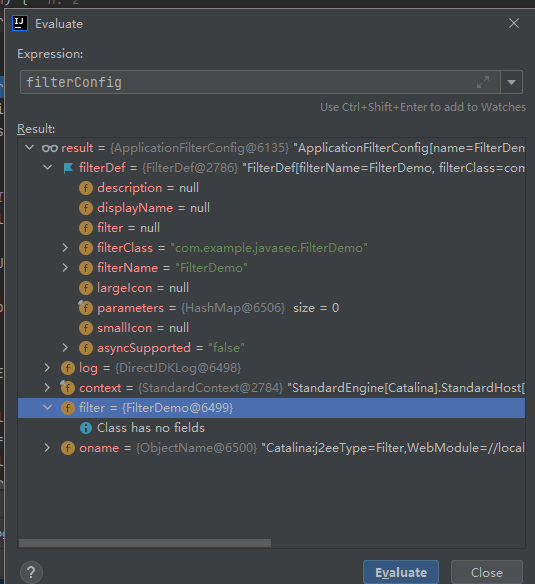 Evaluate
Expression:
filterConfig
Use Ctrl+Shift+Enter to add to Watches
Result:
result = {ApplicationFilterConfig@6135} "ApplicationFilterConfig[name=FilterDem
filterDef = {FilterDef@2786} "FilterDef[filterName=FilterDemo, filterClass=com
description = null
displayName = null
filter = null
filterClass = "com.example.javasec.FilterDemo"
filterName = "FilterDemo"
largeIcon = null
parameters = {HashMap@6506} size = 0
smallIcon = null
asyncSupported = "false"
log = {DirectJDKLog@6498}
context = {StandardContext@2784} "StandardEngine[Catalina].StandardHost[
filter = {FilterDemo@6499}
Class has no fields
oname = {ObjectName@6500} "Catalina:j2eeType=Filter,WebModule=//local
?
Evaluate
Close